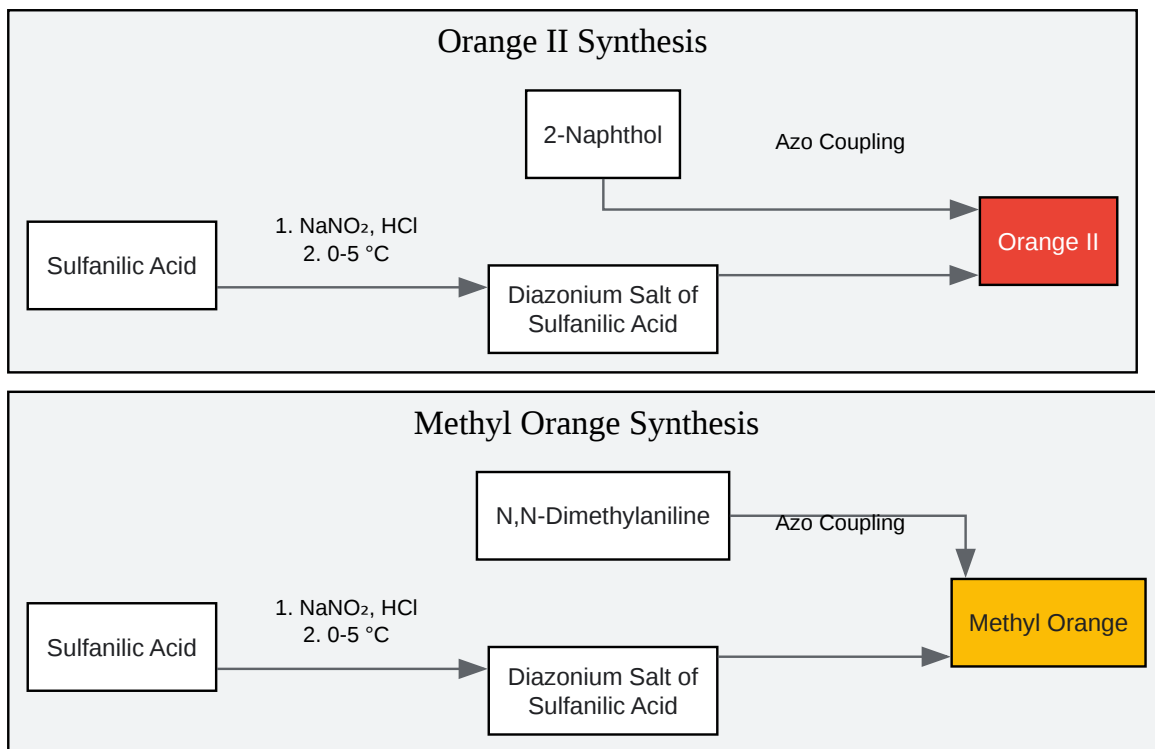 Orange II Synthesis
2-Naphthol
Azo Coupling
1. NaNO₂, HCl
2. 0-5 °C
Sulfanilic Acid
Orange II
Diazonium Salt of
Sulfanilic Acid
Methyl Orange Synthesis
N,N-Dimethylaniline
Azo Coupling
1. NaNO₂, HCl
2. 0-5 °C
Sulfanilic Acid
Methyl Orange
Diazonium Salt of
Sulfanilic Acid